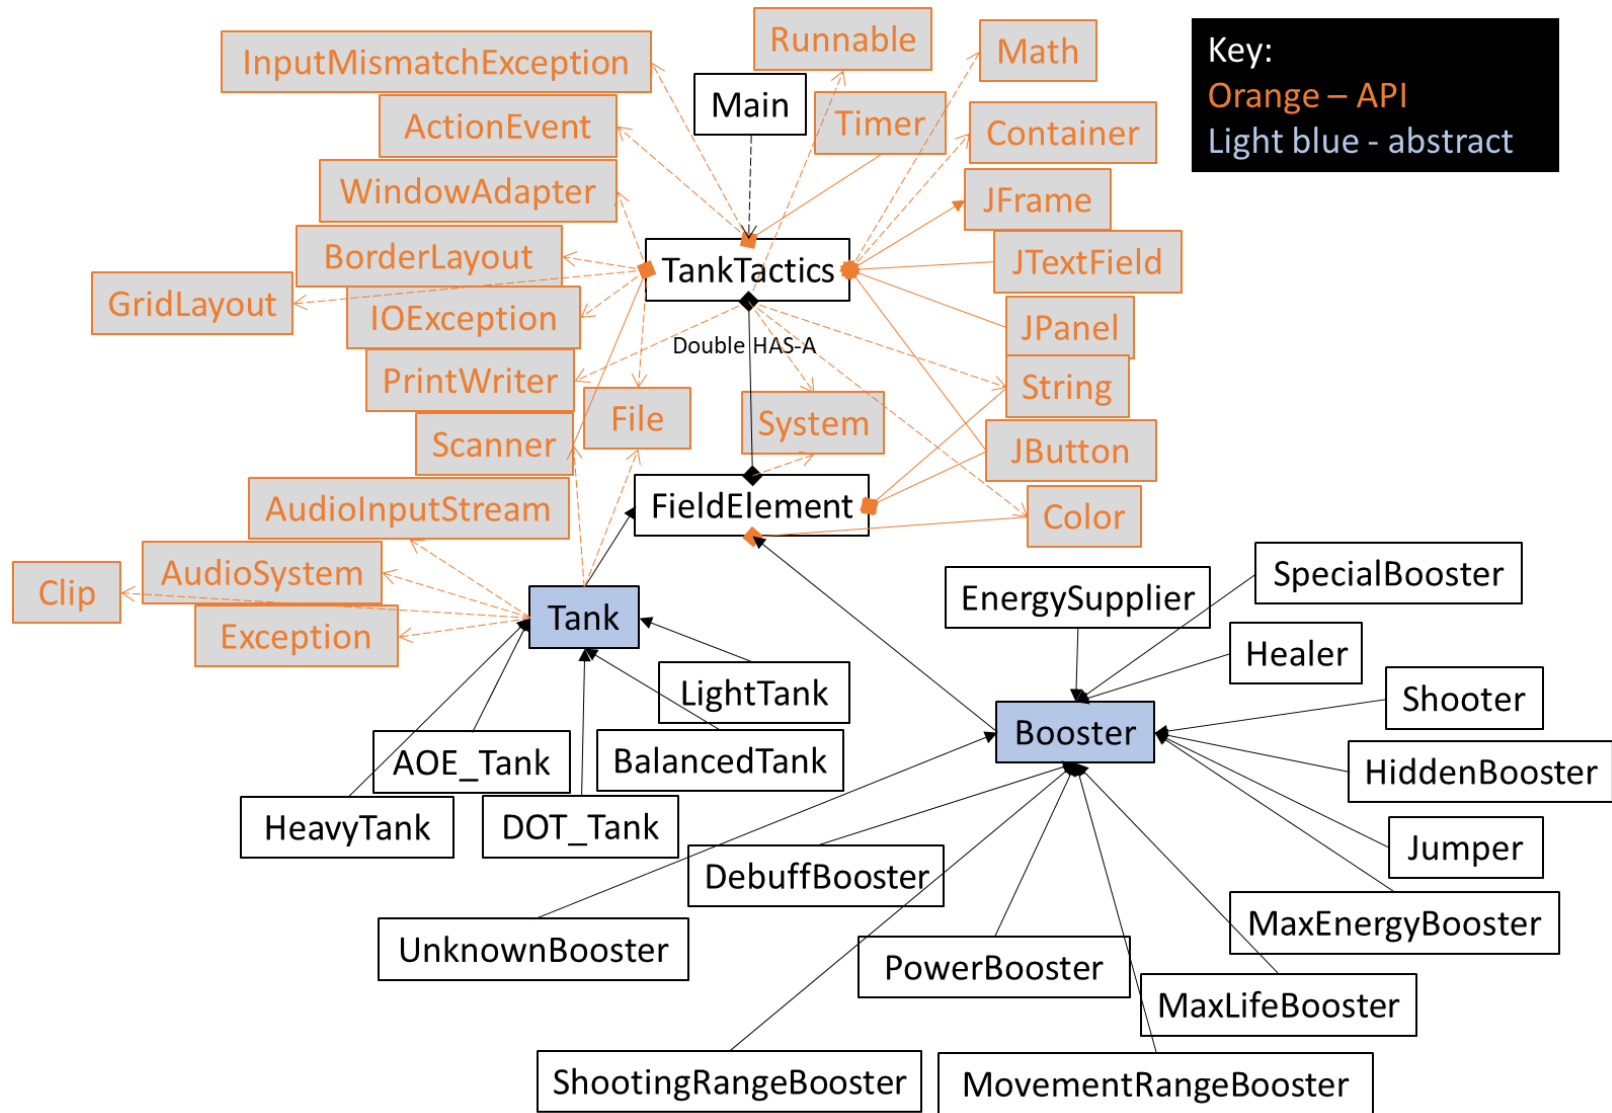 Runnable
Math
Key:
InputMismatchException
Main
Orange – API
ActionEvent
Timer
Container
Light blue - abstract
WindowAdapter
JFrame
BorderLayout
TankTactics
JTextField
GridLayout
IOException
JPanel
Double HAS-A
PrintWriter
String
File
System
Scanner
JButton
AudioInputStream
FieldElement
Color
AudioSystem
SpecialBooster
Clip
EnergySupplier
Tank
Exception
Healer
LightTank
Shooter
Booster
AOE_Tank
BalancedTank
HiddenBooster
HeavyTank
DOT_Tank
Jumper
DebuffBooster
MaxEnergyBooster
UnknownBooster
PowerBooster
MaxLifeBooster
ShootingRangeBooster
MovementRangeBooster